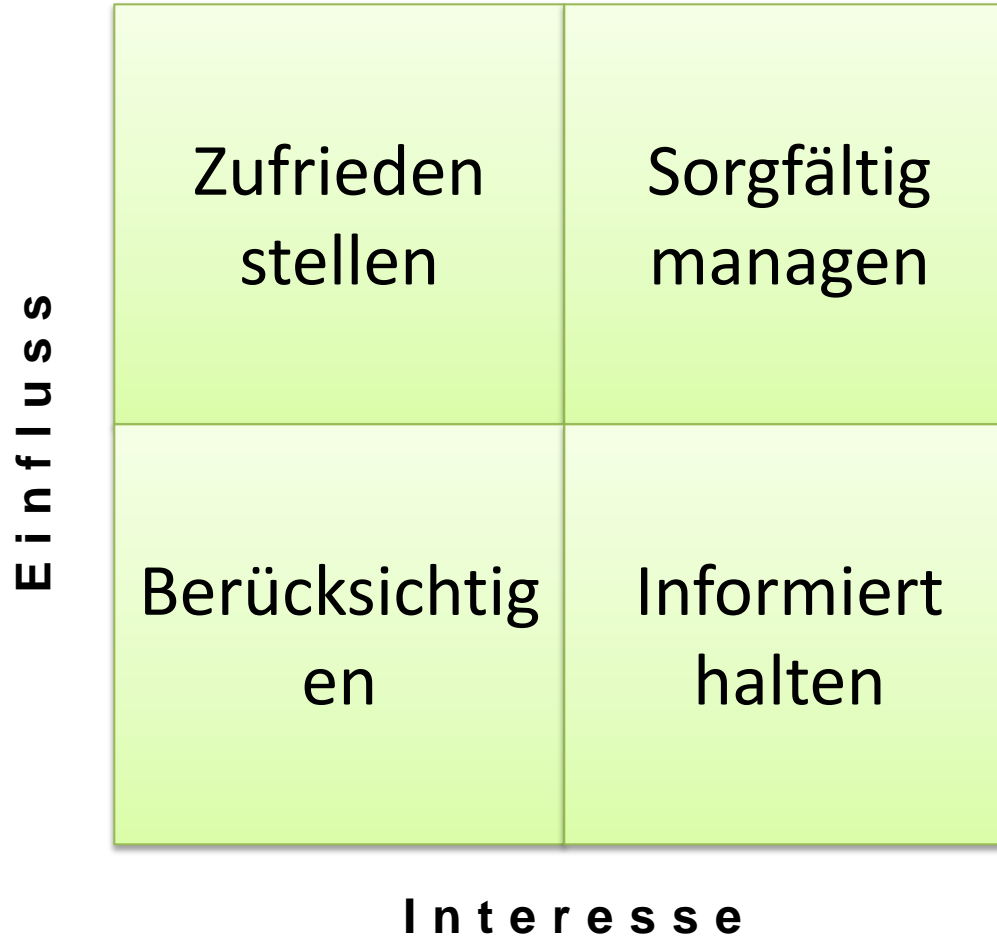 Zufrieden
stellen
Sorgfältig
managen
Einfluss
Berücksichtig
en
Informiert
halten
Interesse